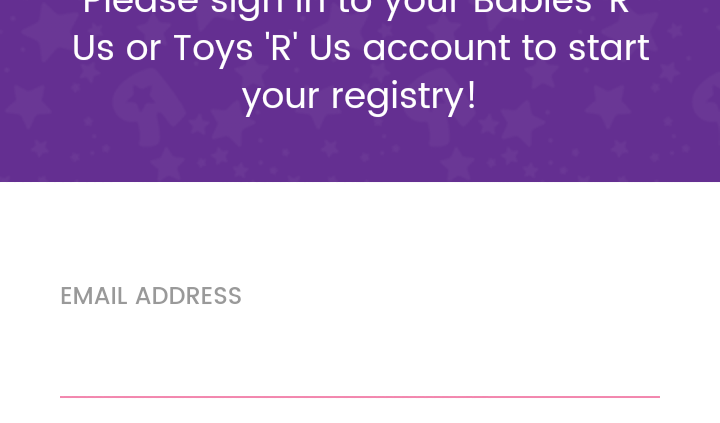 Please sign in to your Babies 'R'
Us or Toys 'R' Us account to start
your registry!
EMAIL ADDRESS